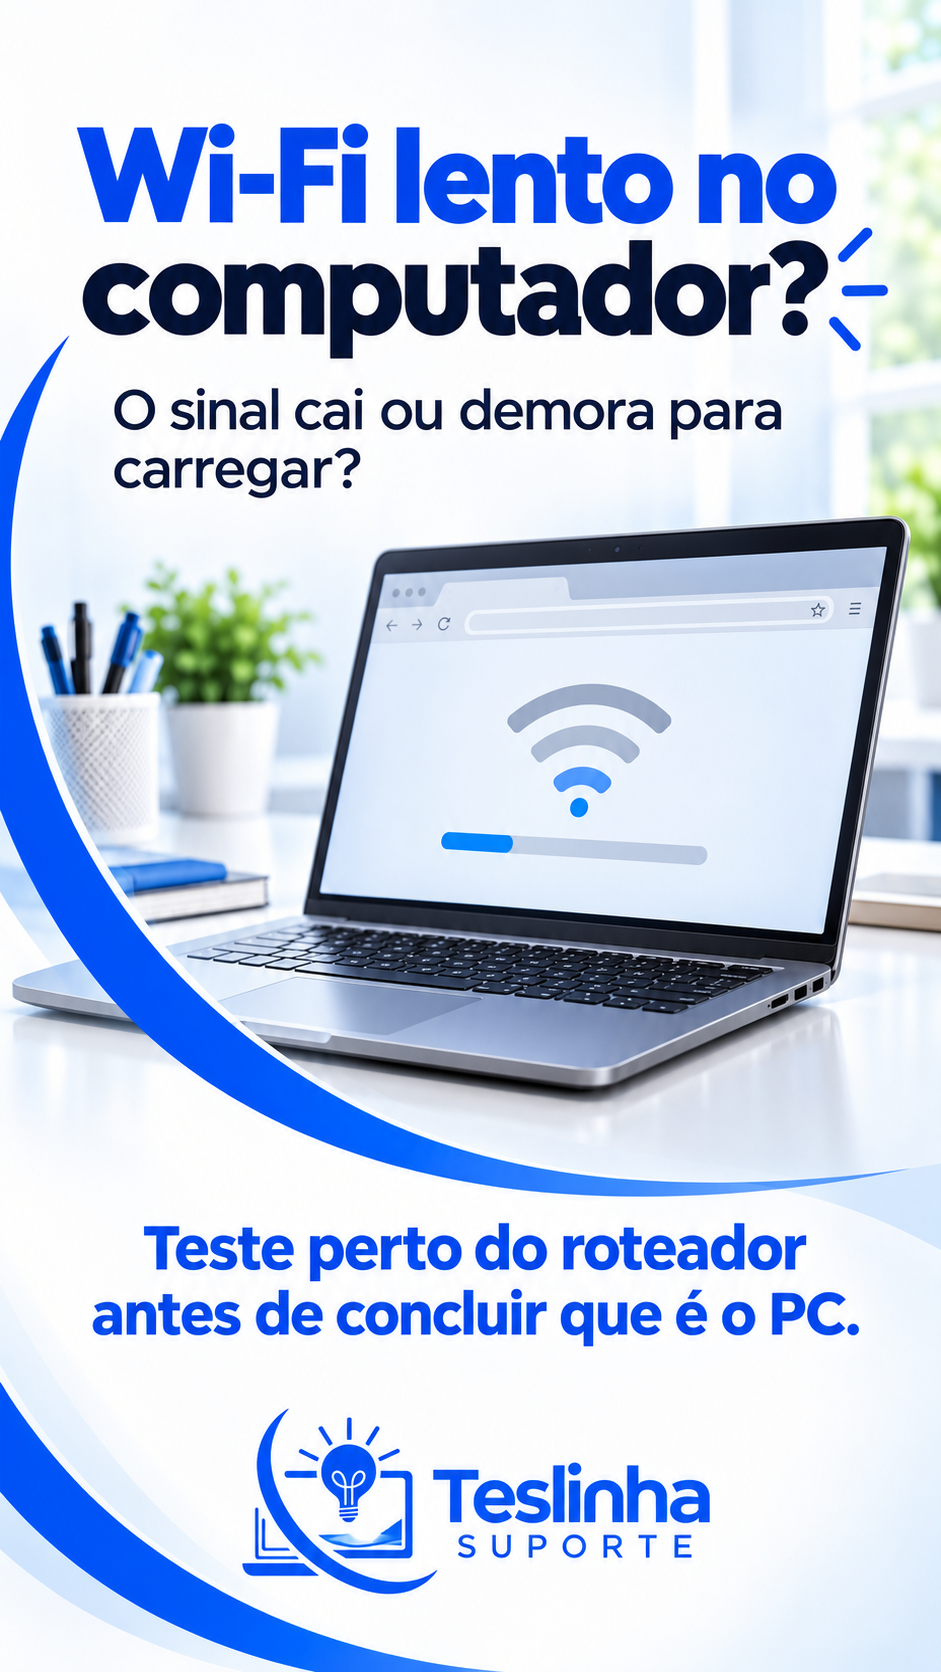 Wi-Fi lento no
computador?
O sinal cai ou demora para
carregar?
Teste perto do roteador
antes de concluir que é o PC.
Teslinha
SUPORTE